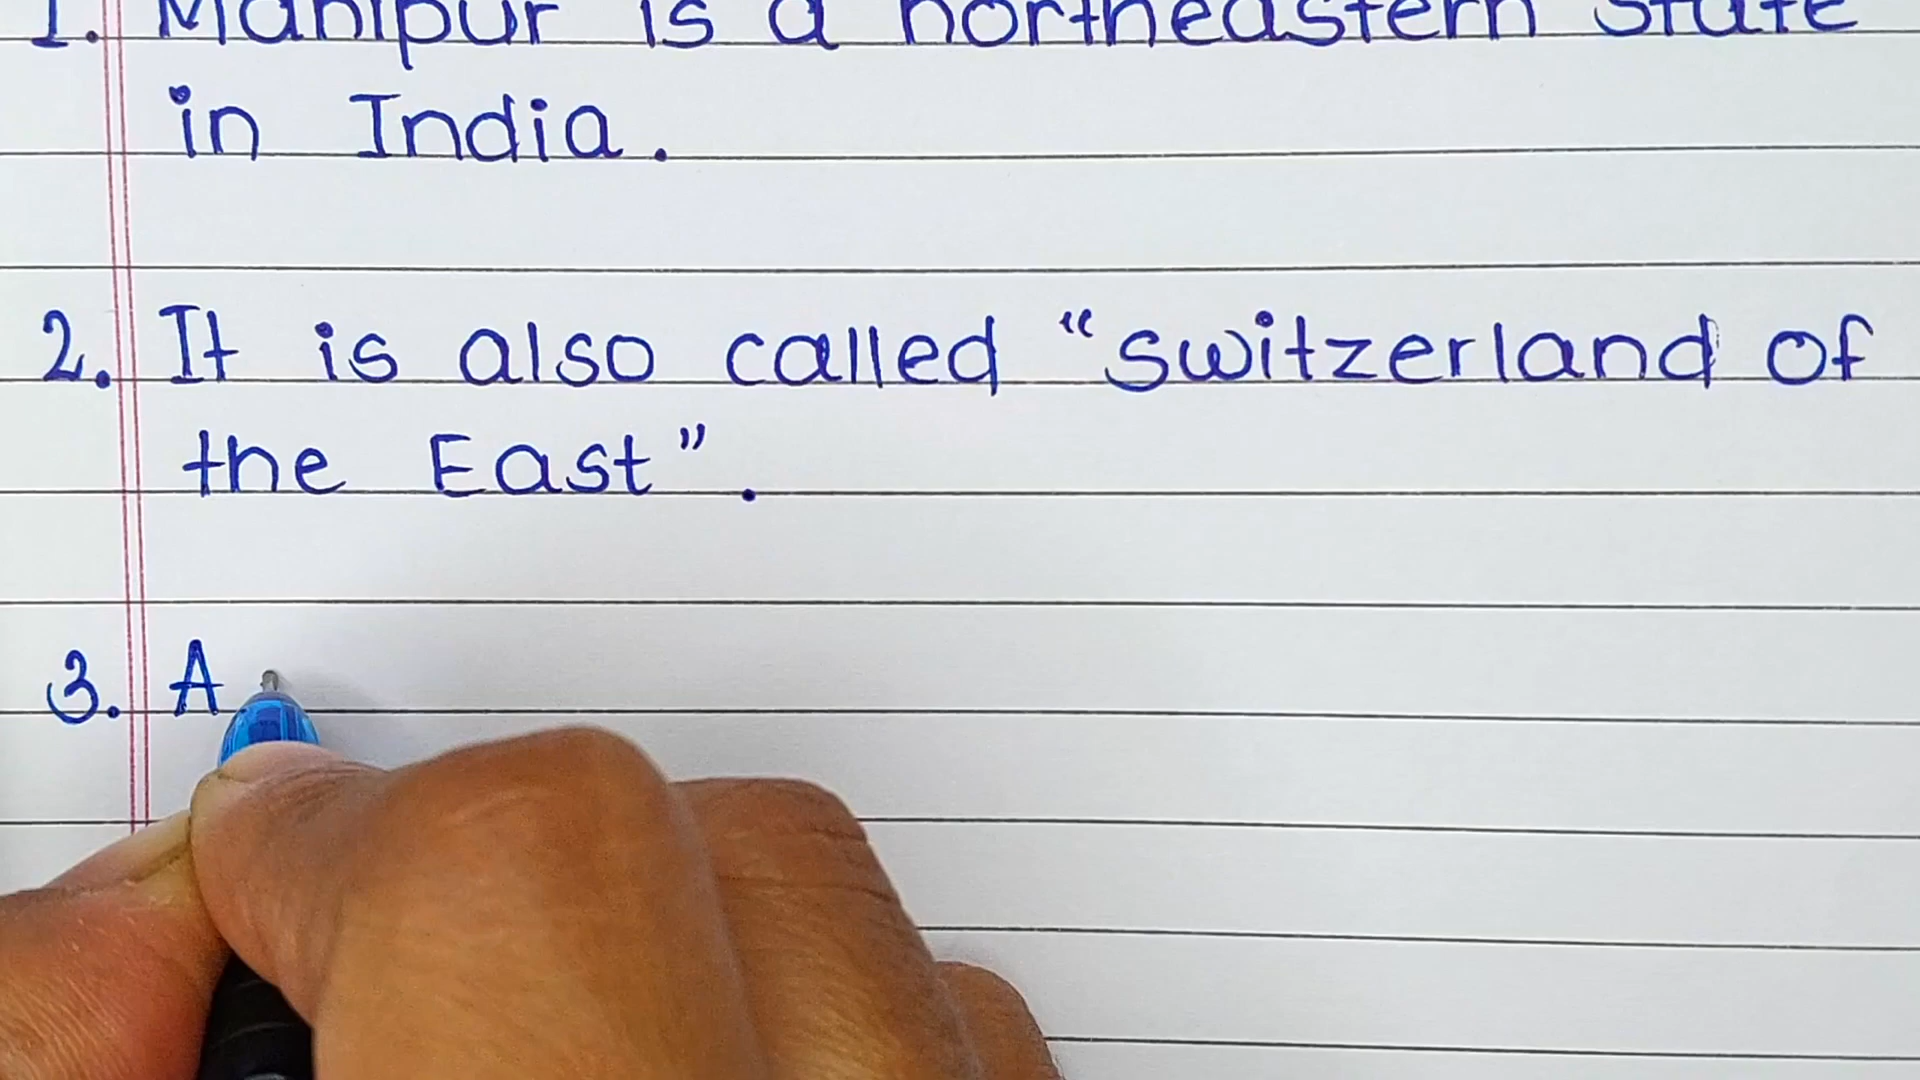 1. Manipur is a northeastern state
in India.
2. It is also called “switzerland of
the East”.
3. A